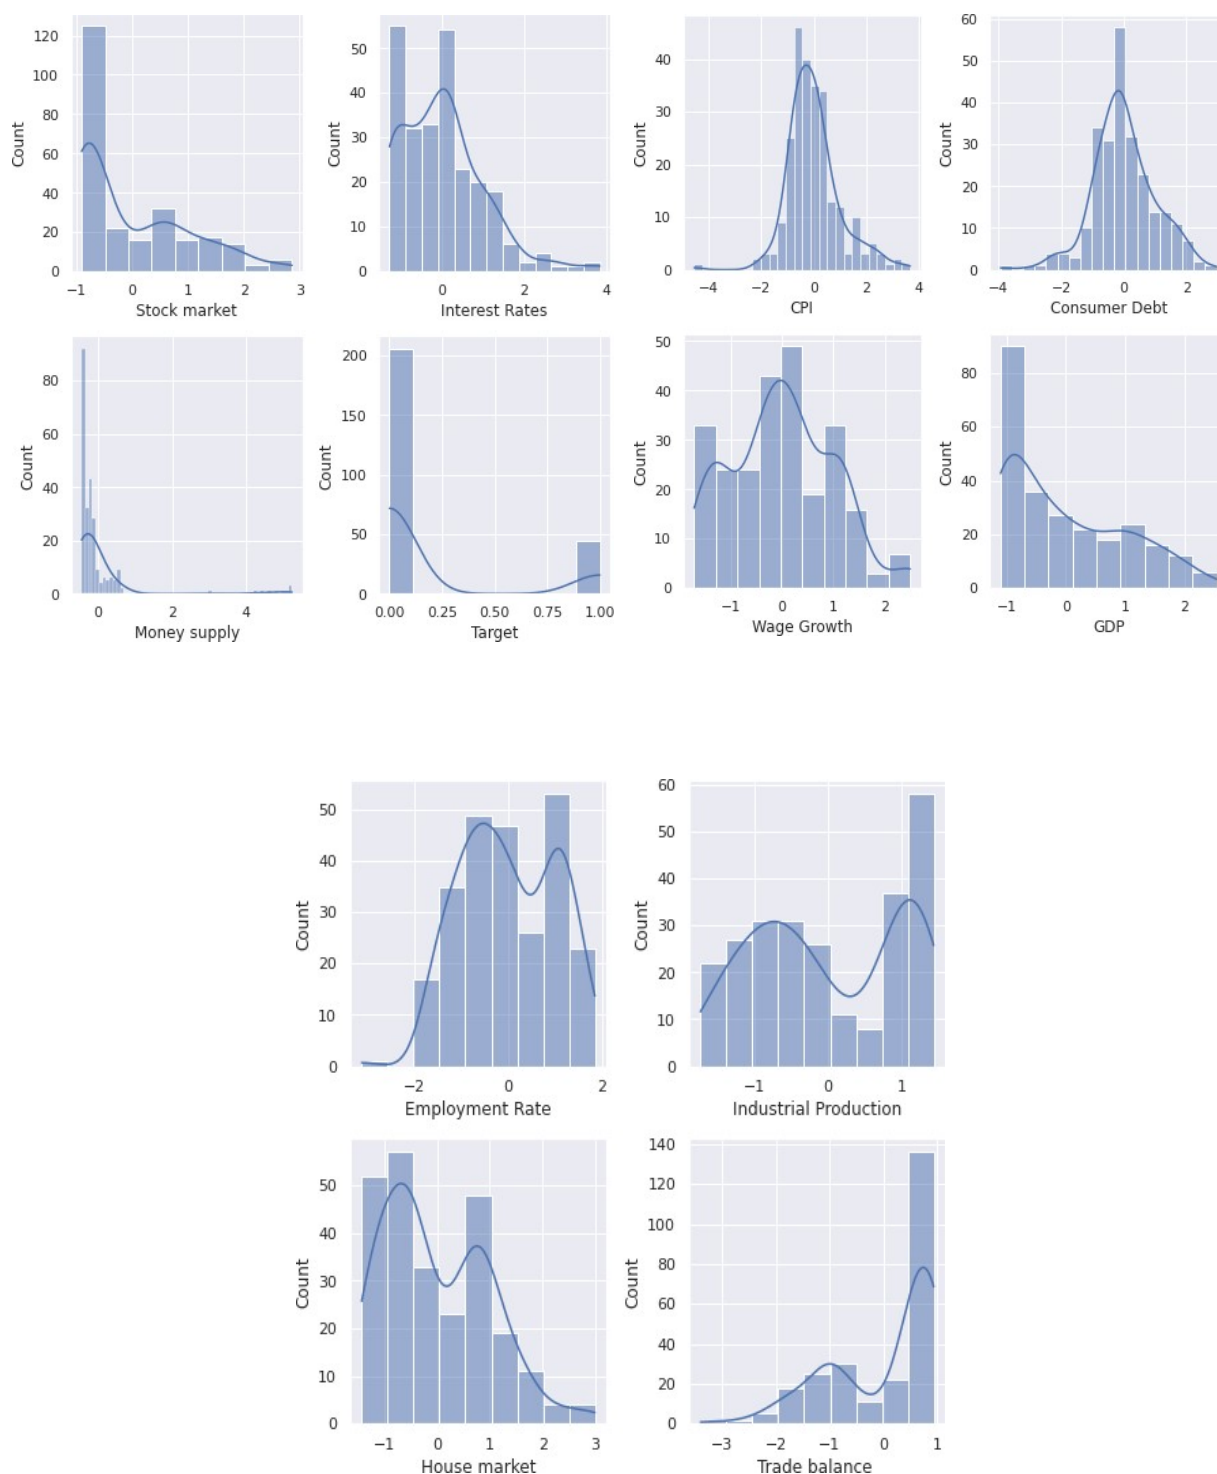 Count
120
100
80
60
40
20
0
−1 0 1 2 3
Stock market
Count
50
40
30
20
10
0
0 2 4
Interest Rates
Count
40
30
20
10
0
−4 −2 0 2 4
CPI
Count
60
50
40
30
20
10
0
−4 −2 0 2
Consumer Debt
Count
80
60
40
20
0
0 2 4
Money supply
Count
200
150
100
50
0
0.00 0.25 0.50 0.75 1.00
Target
Count
50
40
30
20
10
0
−1 0 1 2
Wage Growth
Count
80
60
40
20
0
−1 0 1 2
GDP
Count
50
40
30
20
10
0
−2 0 2
Employment Rate
Count
60
50
40
30
20
10
0
−1 0 1
Industrial Production
Count
50
40
30
20
10
0
−1 0 1 2 3
House market
Count
140
120
100
80
60
40
20
0
−3 −2 −1 0 1
Trade balance